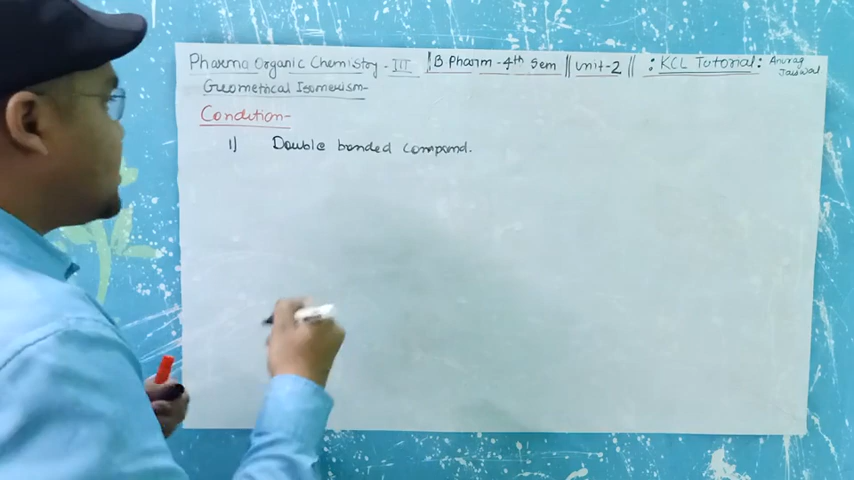 Pharma Organic Chemistry - III | B Pharm - 4th Sem || Unit-2 || : KCL Tutorial: Anurag Jaiswal
Geometrical Isomerism-
Condition-
1) Double bonded compound.